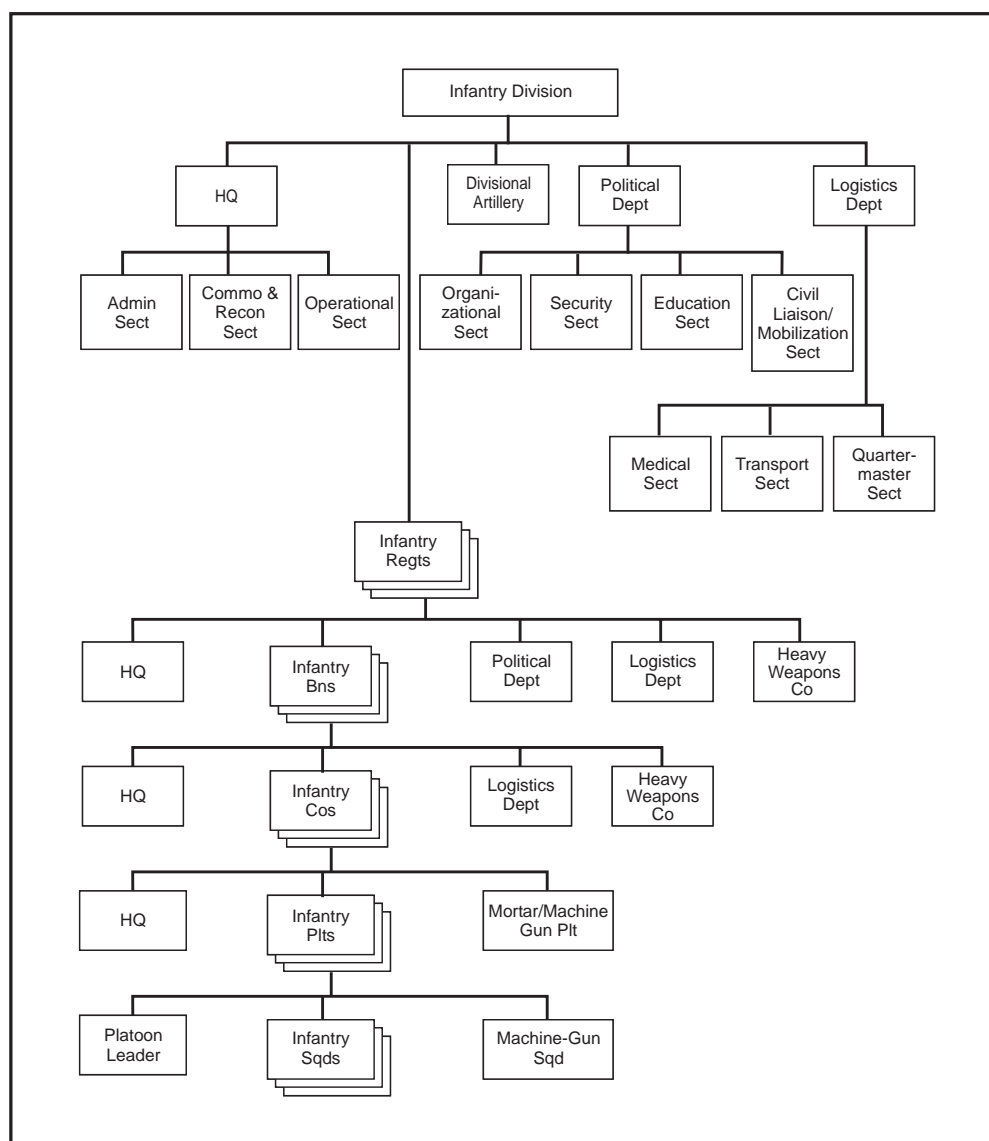 Infantry Division
HQ
Divisional
Artillery
Political
Dept
Logistics
Dept
Admin
Sect
Commo &
Recon
Sect
Operational
Sect
Organi-
zational
Sect
Security
Sect
Education
Sect
Civil
Liaison/
Mobilization
Sect
Medical
Sect
Transport
Sect
Quarter-
master
Sect
Infantry
Regts
HQ
Infantry
Bns
Political
Dept
Logistics
Dept
Heavy
Weapons
Co
HQ
Infantry
Cos
Logistics
Dept
Heavy
Weapons
Co
HQ
Infantry
Plts
Mortar/Machine
Gun Plt
Platoon
Leader
Infantry
Sqds
Machine-Gun
Sqd